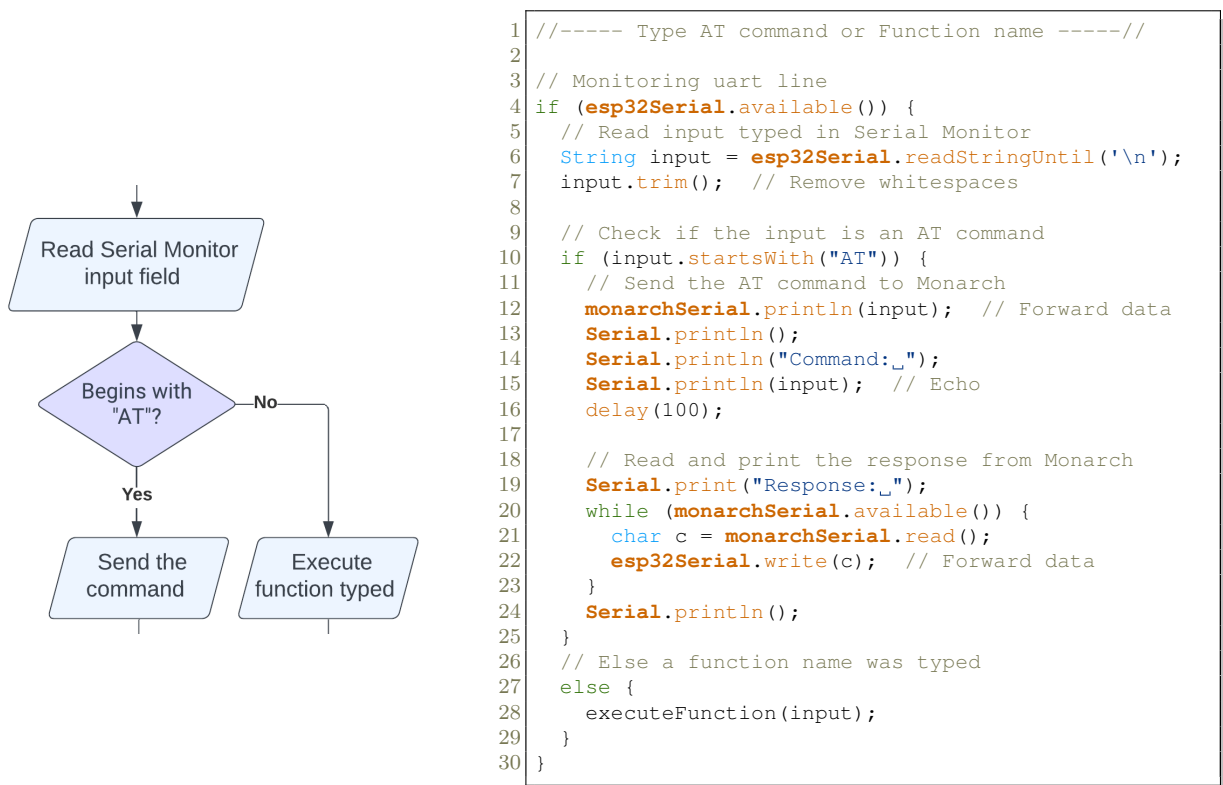 Read Serial Monitor
input field
Begins with
"AT"?
No
Yes
Send the
command
Execute
function typed
1 //----- Type AT command or Function name -----//
2
3 // Monitoring uart line
4 if (esp32Serial.available()) {
5   // Read input typed in Serial Monitor
6   String input = esp32Serial.readStringUntil('\n');
7   input.trim();  // Remove whitespaces
8
9   // Check if the input is an AT command
10   if (input.startsWith("AT")) {
11     // Send the AT command to Monarch
12     monarchSerial.println(input);  // Forward data
13     Serial.println();
14     Serial.println("Command:␣");
15     Serial.println(input);  // Echo
16     delay(100);
17
18     // Read and print the response from Monarch
19     Serial.print("Response:␣");
20     while (monarchSerial.available()) {
21       char c = monarchSerial.read();
22       esp32Serial.write(c);  // Forward data
23     }
24     Serial.println();
25   }
26   // Else a function name was typed
27   else {
28     executeFunction(input);
29   }
30 }